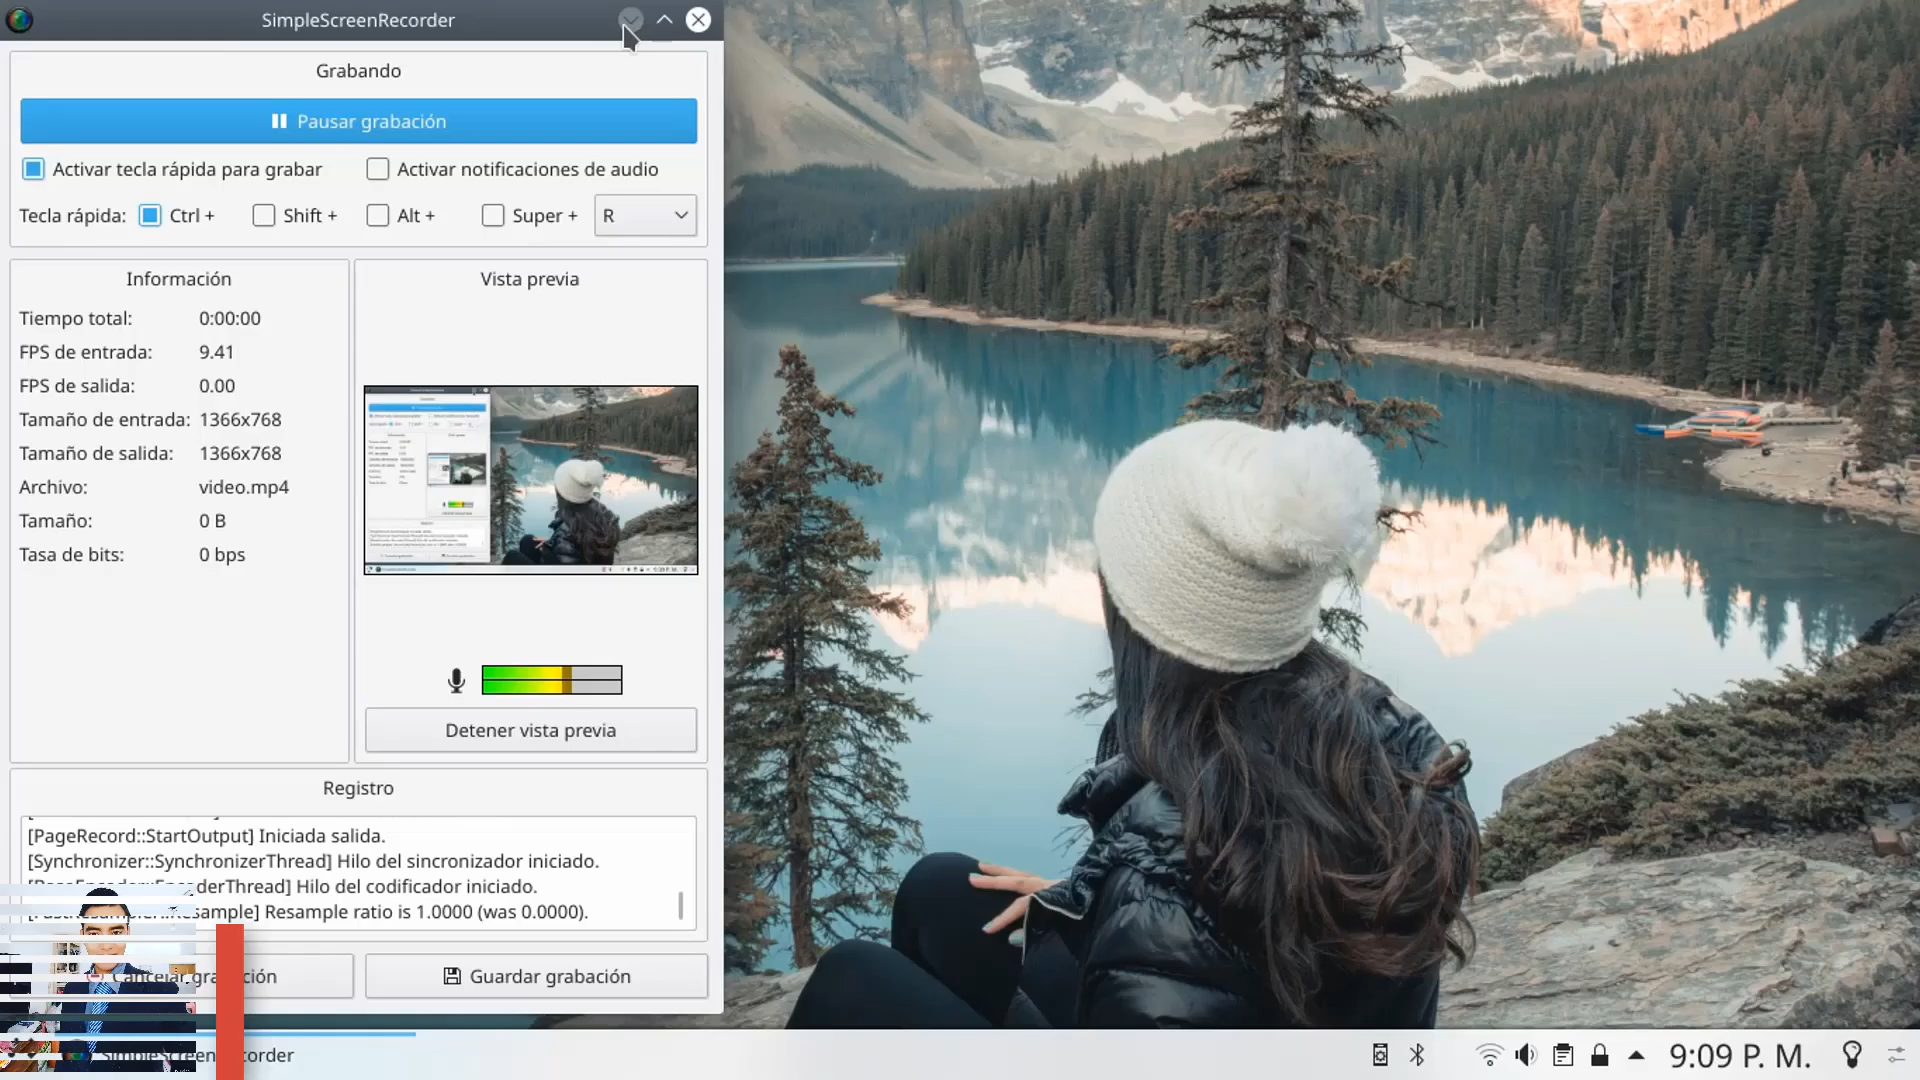 SimpleScreenRecorder
Grabando
Pausar grabación
Activar tecla rápida para grabar
Activar notificaciones de audio
Tecla rápida: Ctrl + Shift + Alt + Super + R
Información
Tiempo total: 0:00:00
FPS de entrada: 9.41
FPS de salida: 0.00
Tamaño de entrada: 1366x768
Tamaño de salida: 1366x768
Archivo: video.mp4
Tamaño: 0 B
Tasa de bits: 0 bps
Vista previa
Detener vista previa
Registro
[PageRecord::StartOutput] Iniciada salida.
[Synchronizer::SynchronizerThread] Hilo del sincronizador iniciado.
derThread] Hilo del codificador iniciado.
sample] Resample ratio is 1.0000 (was 0.0000).
Cancelar
Guardar grabación
9:09 P. M.